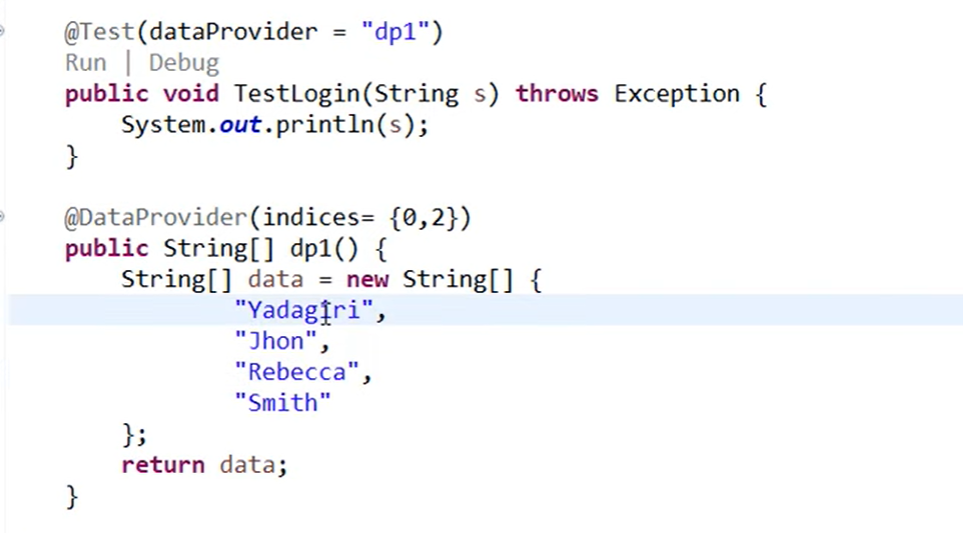 @Test(dataProvider = "dp1")
Run | Debug
public void TestLogin(String s) throws Exception {
System.out.println(s);
}
@DataProvider(indices= {0,2})
public String[] dp1() {
String[] data = new String[] {
"Yadagiri",
"Jhon",
"Rebecca",
"Smith"
};
return data;
}